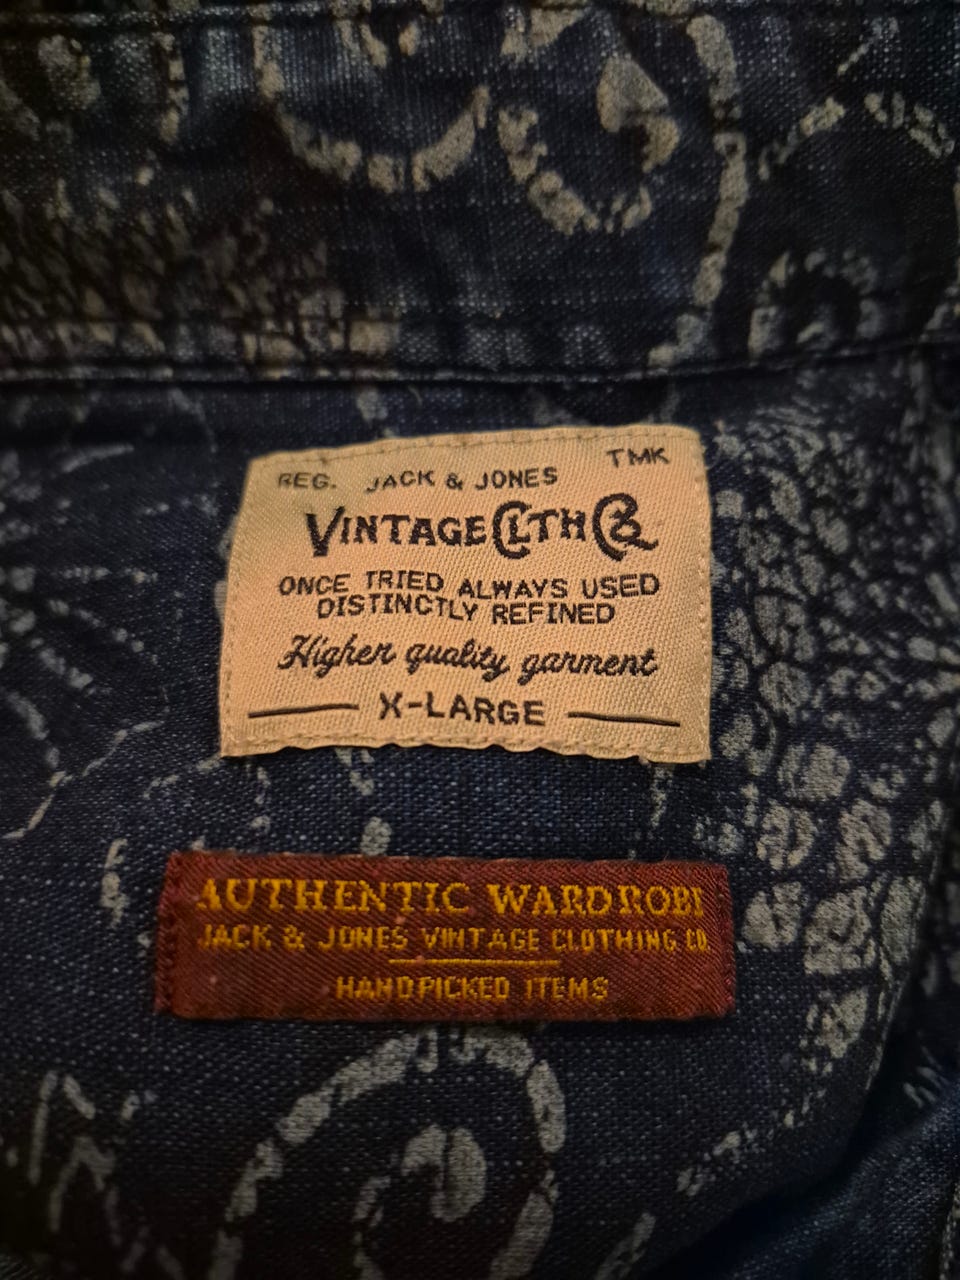 REG. JACK & JONES TMK
VINTAGE CLTH Co
ONCE TRIED ALWAYS USED
DISTINCTLY REFINED
Higher quality garment
X-LARGE
AUTHENTIC WARDROBE
JACK & JONES VINTAGE CLOTHING CO.
HANDPICKED ITEMS